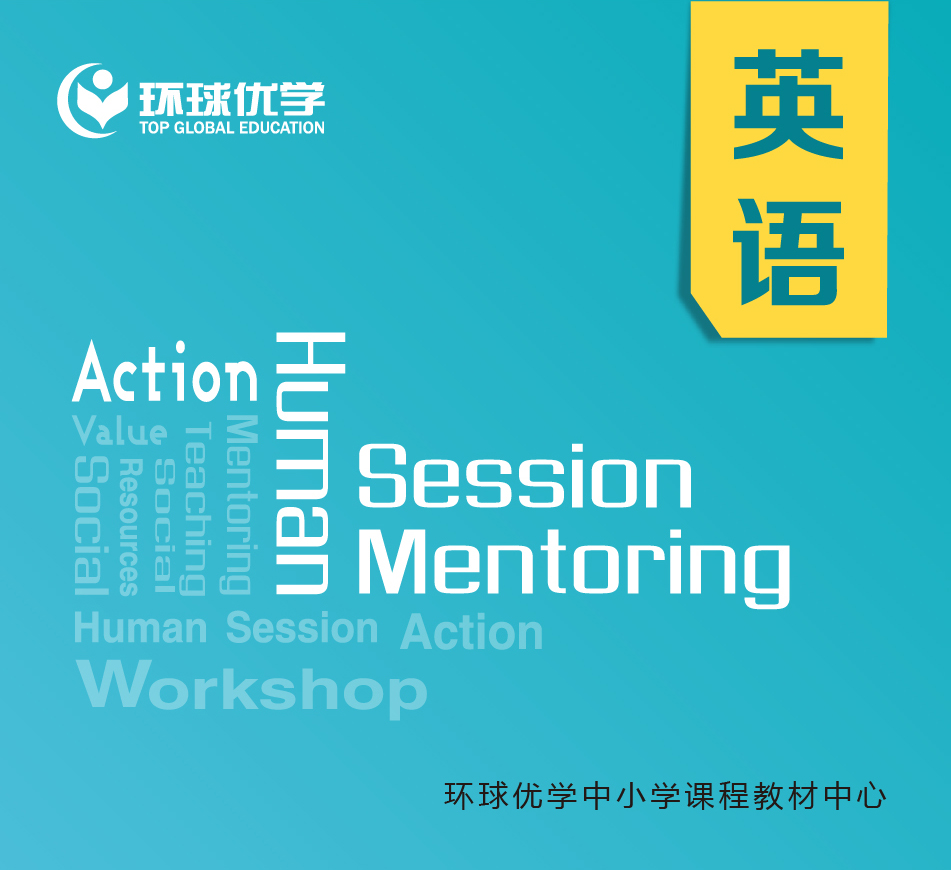 环球优学
TOP GLOBAL EDUCATION
英语
Action
Human
Value
Social
Resources
Social
Teaching
Mentoring
Session
Mentoring
Human Session Action
Workshop
环球优学中小学课程教材中心